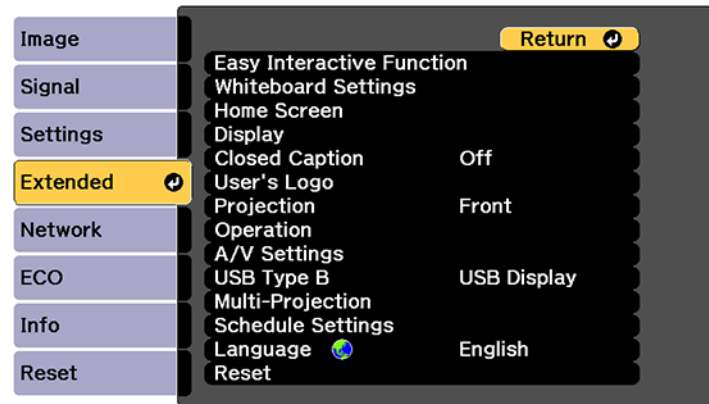 Image
Signal
Settings
Extended
Network
ECO
Info
Reset
Return
Easy Interactive Function
Whiteboard Settings
Home Screen
Display
Closed Caption Off
User's Logo
Projection Front
Operation
A/V Settings
USB Type B USB Display
Multi-Projection
Schedule Settings
Language English
Reset